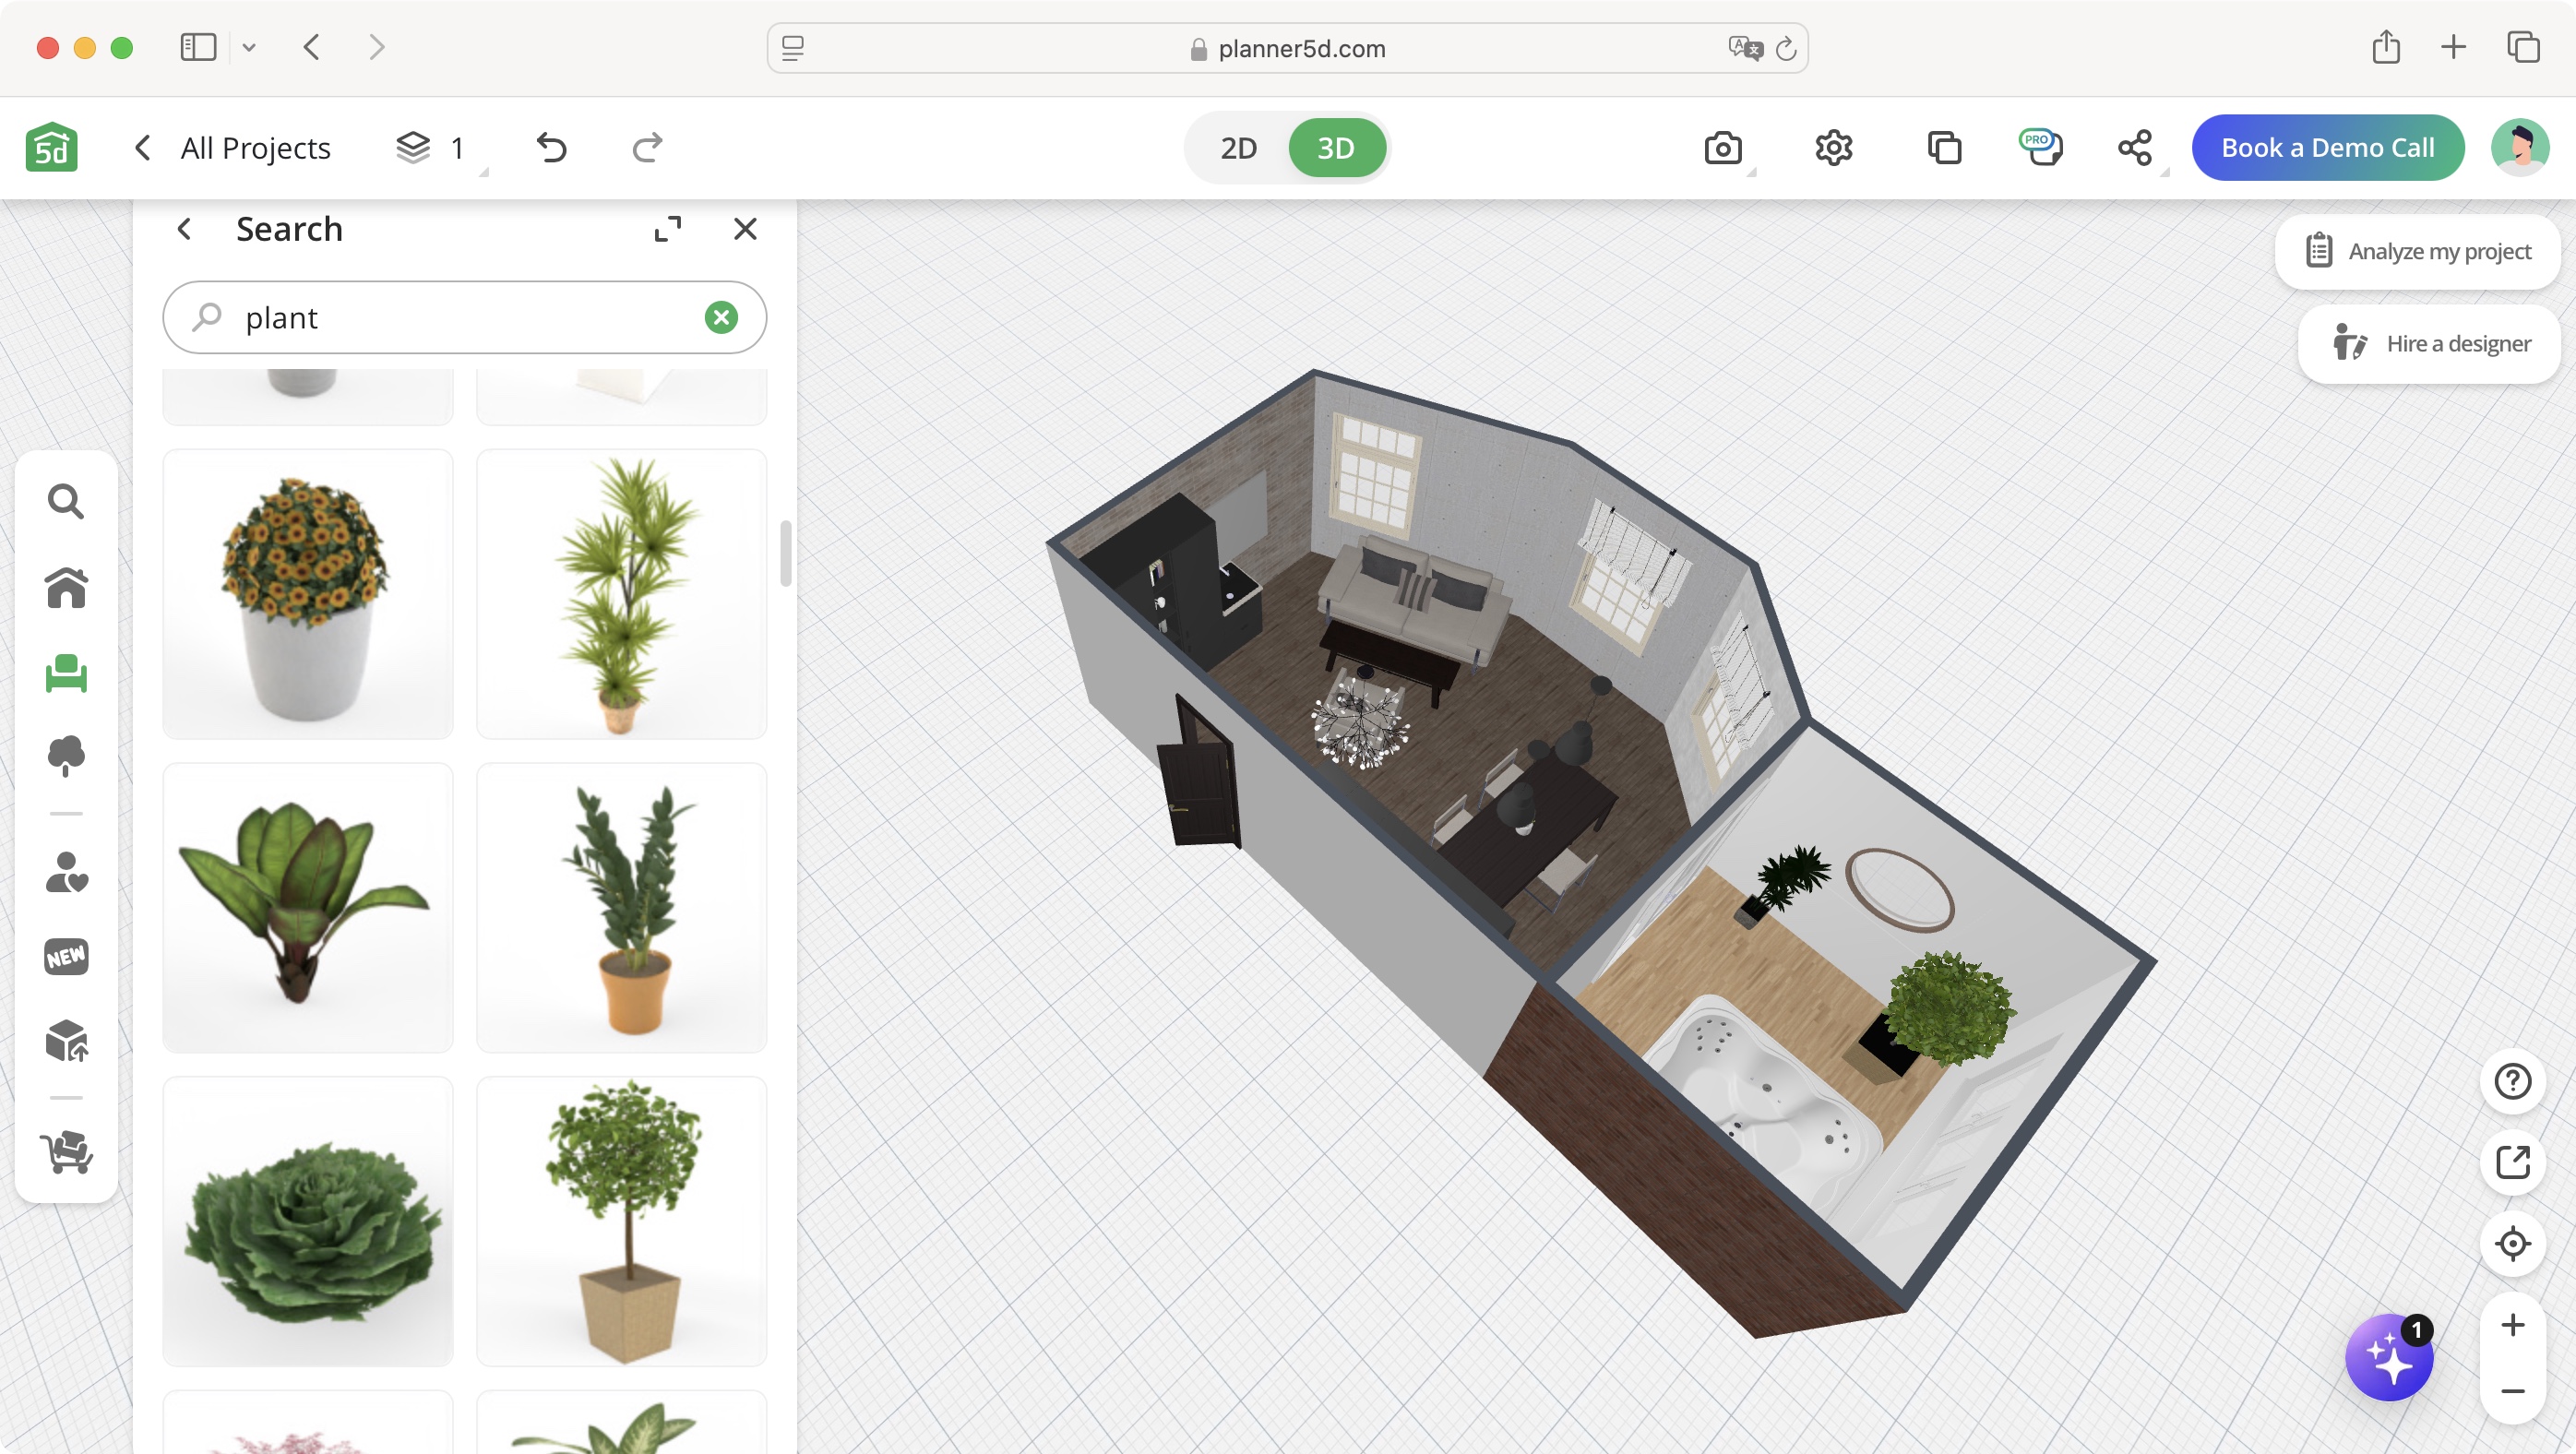 planner5d.com
5d
All Projects
1
2D
3D
PRO
Book a Demo Call
Search
plant
Analyze my project
Hire a designer
NEW
1